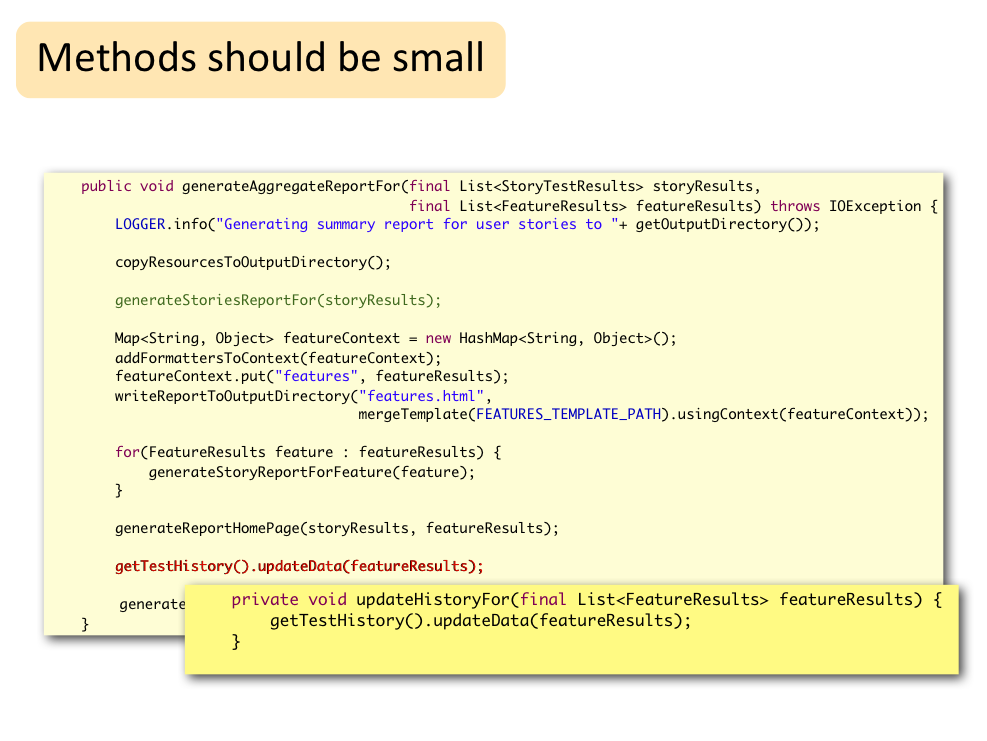 Methods should be small
public void generateAggregateReportFor(final List<StoryTestResults> storyResults,
final List<FeatureResults> featureResults) throws IOException {
LOGGER.info("Generating summary report for user stories to "+ getOutputDirectory());
copyResourcesToOutputDirectory();
generateStoriesReportFor(storyResults);
Map<String, Object> featureContext = new HashMap<String, Object>();
addFormattersToContext(featureContext);
featureContext.put("features", featureResults);
writeReportToOutputDirectory("features.html",
mergeTemplate(FEATURES_TEMPLATE_PATH).usingContext(featureContext));
for(FeatureResults feature : featureResults) {
generateStoryReportForFeature(feature);
}
generateReportHomePage(storyResults, featureResults);
getTestHistory().updateData(featureResults);
generate
}
private void updateHistoryFor(final List<FeatureResults> featureResults) {
getTestHistory().updateData(featureResults);
}